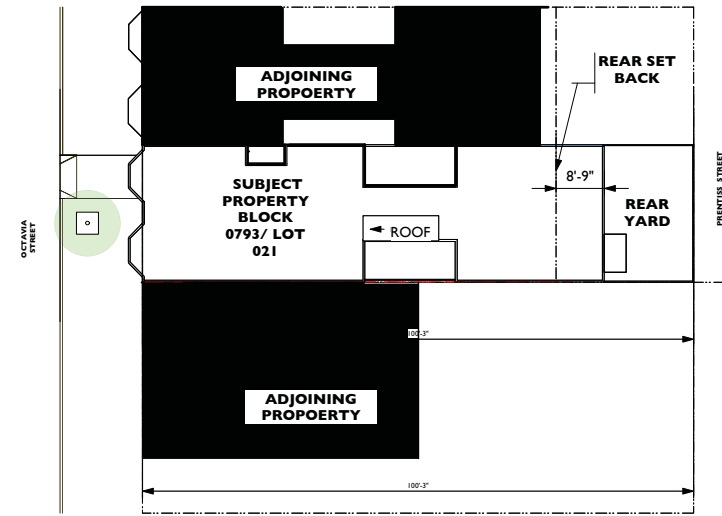 ADJOINING
PROPOERTY
REAR SET
BACK
8'-9"
SUBJECT
PROPERTY
BLOCK
0793/ LOT
021
ROOF
REAR
YARD
OCTAVIA
STREET
PRENTISS STREET
100'-3"
ADJOINING
PROPOERTY
100'-3"